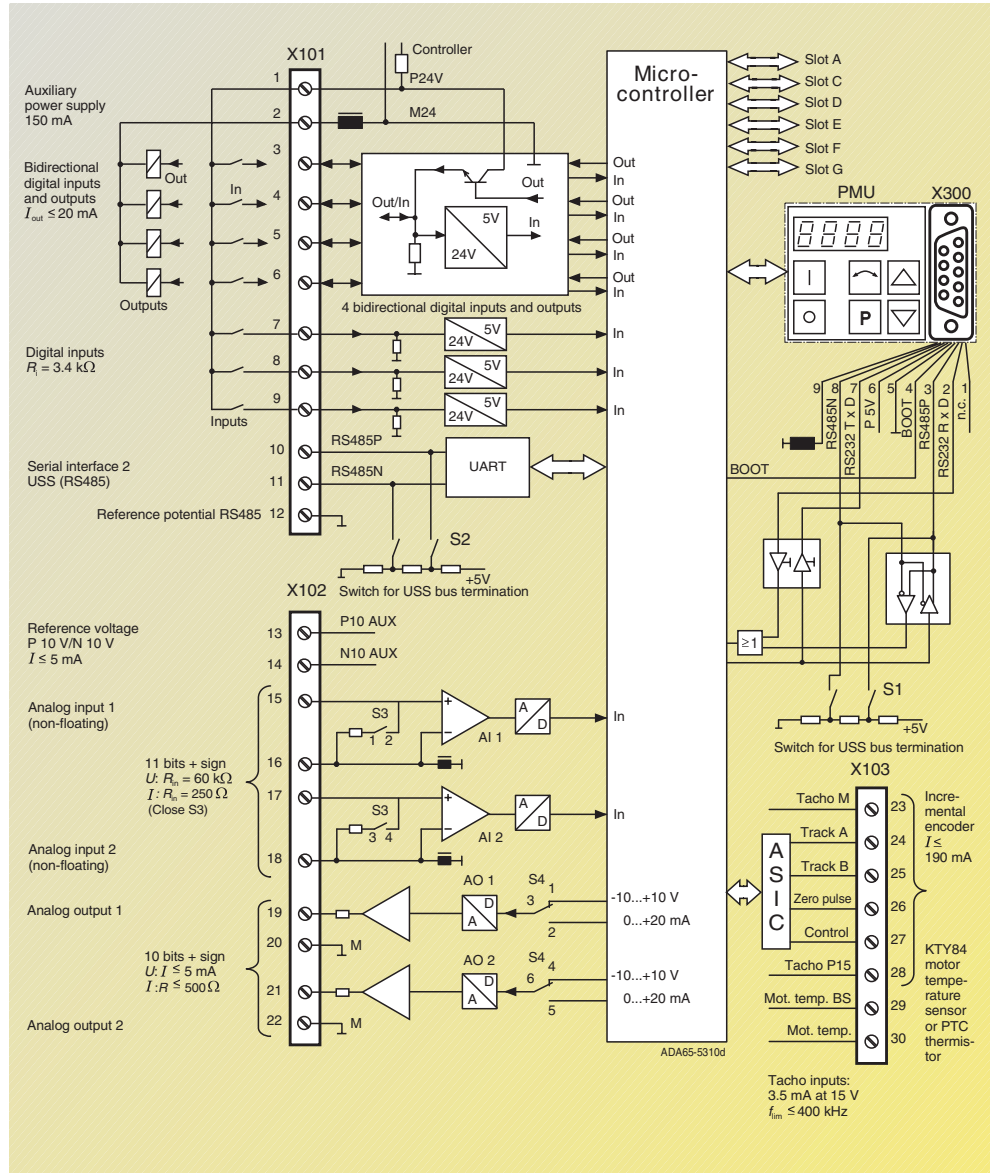 X101
Controller
P24V
1
Auxiliary
power supply
150 mA
2
M24
Bidirectional
digital inputs
and outputs
Iout ≤ 20 mA
Out
In
3
4
5
6
Outputs
Out/In
Out
5V
24V
In
4 bidirectional digital inputs and outputs
Out
In
Out
In
Out
In
Out
In
Digital inputs
Ri = 3.4 kΩ
7
8
9
Inputs
5V
24V
In
5V
24V
In
5V
24V
In
10
RS485P
11
RS485N
UART
Serial interface 2
USS (RS485)
Reference potential RS485
12
S2
+5V
Switch for USS bus termination
X102
Reference voltage
P 10 V/N 10 V
I ≤ 5 mA
13
P10 AUX
14
N10 AUX
Analog input 1
(non-floating)
15
S3
1 2
+
−
AI 1
A
D
In
16
11 bits + sign
U: Rin = 60 kΩ
I: Rin = 250 Ω
(Close S3)
17
S3
3 4
+
−
AI 2
A
D
In
Analog input 2
(non-floating)
18
Analog output 1
19
AO 1
D
A
S4
1
3
2
-10...+10 V
0...+20 mA
20
M
10 bits + sign
U: I ≤ 5 mA
I: R ≤ 500 Ω
21
AO 2
D
A
S4
4
6
5
-10...+10 V
0...+20 mA
22
M
Analog output 2
Micro-
controller
ADA65-5310d
Slot A
Slot C
Slot D
Slot E
Slot F
Slot G
PMU
X300
8888
I
O
P
9
8
7
6
5
4
3
2
1
RS485N
RS232 T x D
P 5V
BOOT
RS485P
RS232 R x D
n.c.
BOOT
≥1
S1
+5V
Switch for USS bus termination
X103
Tacho M
23
Track A
24
Track B
25
Zero pulse
26
Control
27
Tacho P15
28
Mot. temp. BS
29
Mot. temp.
30
A
S
I
C
Incre-
mental
encoder
I ≤
190 mA
KTY84
motor
tempe-
rature
sensor
or PTC
thermis-
tor
Tacho inputs:
3.5 mA at 15 V
flim ≤ 400 kHz